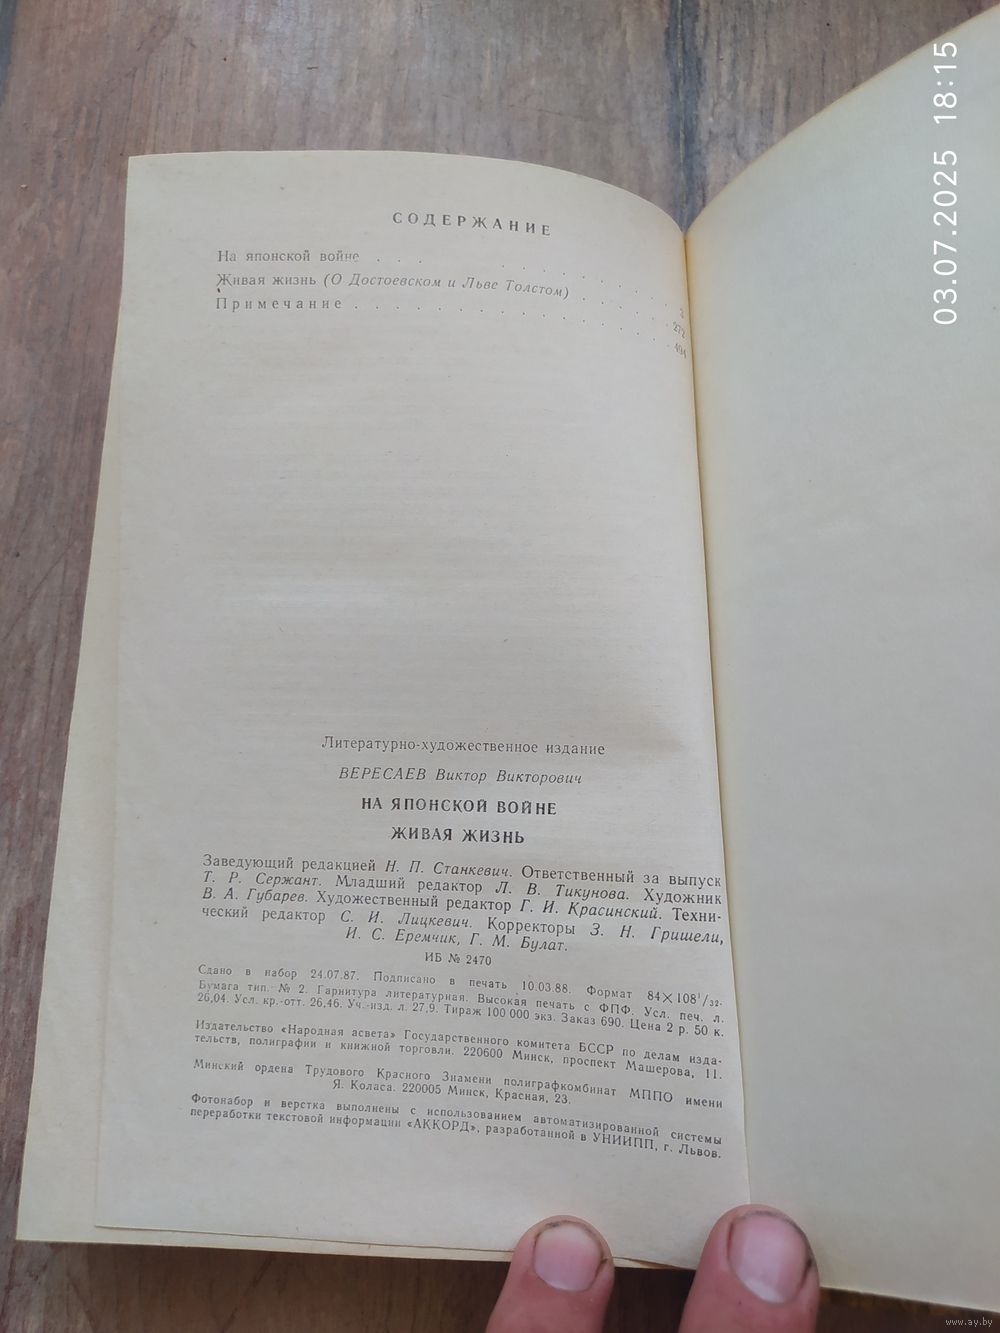 СОДЕРЖАНИЕ
На японской войне . . . 3
Живая жизнь (О Достоевском и Льве Толстом) . . . 272
Примечание . . . 494
Литературно-художественное издание
ВЕРЕСАЕВ Виктор Викторович
НА ЯПОНСКОЙ ВОЙНЕ
ЖИВАЯ ЖИЗНЬ
Заведующий редакцией Н. П. Станкевич. Ответственный за выпуск
Т. Р. Сержант. Младший редактор Л. В. Тикунова. Художник
В. А. Губарев. Художественный редактор Г. И. Красинский. Техни-
ческий редактор С. И. Лицкевич. Корректоры З. Н. Гришели,
И. С. Еремчик, Г. М. Булат.
ИБ № 2470
Сдано в набор 24.07.87. Подписано в печать 10.03.88. Формат 84×108¹/₃₂.
Бумага тип. № 2. Гарнитура литературная. Высокая печать с ФПФ. Усл. печ. л.
26,04. Усл. кр.-отт. 26,46. Уч.-изд. л. 27,9. Тираж 100 000 экз. Заказ 690. Цена 2 р. 50 к.
Издательство «Народная асвета» Государственного комитета БССР по делам изда-
тельств, полиграфии и книжной торговли. 220600 Минск, проспект Машерова, 11.
Минский ордена Трудового Красного Знамени полиграфкомбинат МППО имени
Я. Коласа. 220005 Минск, Красная, 23.
Фотонабор и верстка выполнены с использованием автоматизированной системы
переработки текстовой информации «АККОРД», разработанной в УНИИПП, г. Львов.
03.07.2025 18:15
www.ay.by